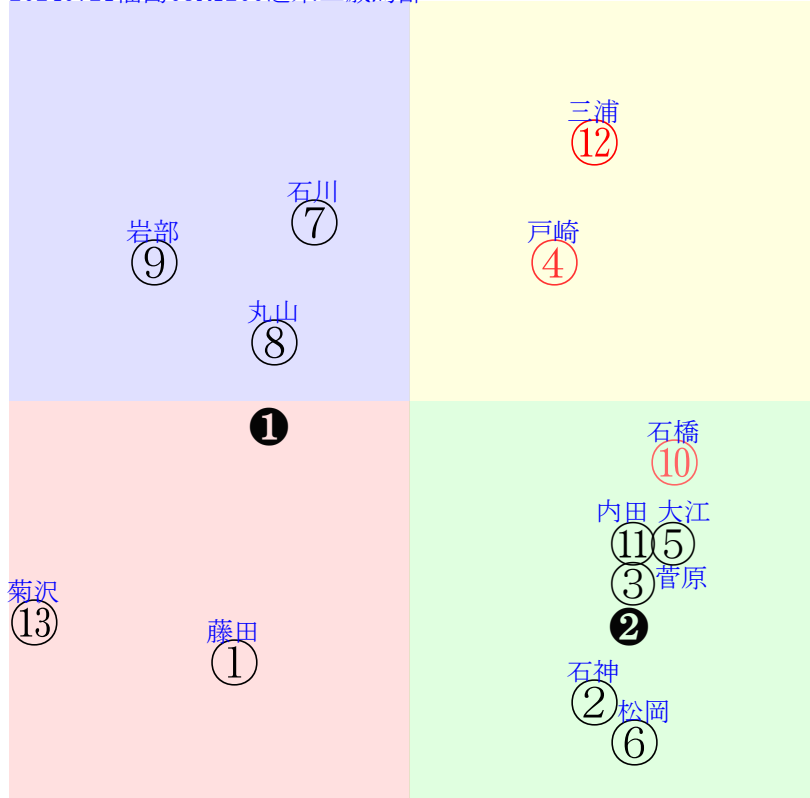 三浦
⑫
石川
⑦
岩部
⑨
戸崎
④
丸山
⑧
❶
石橋
⑩
内田 大江
⑪⑤
③菅原
菊沢
⑬
藤田
①
❷
石神
②
松岡
⑥